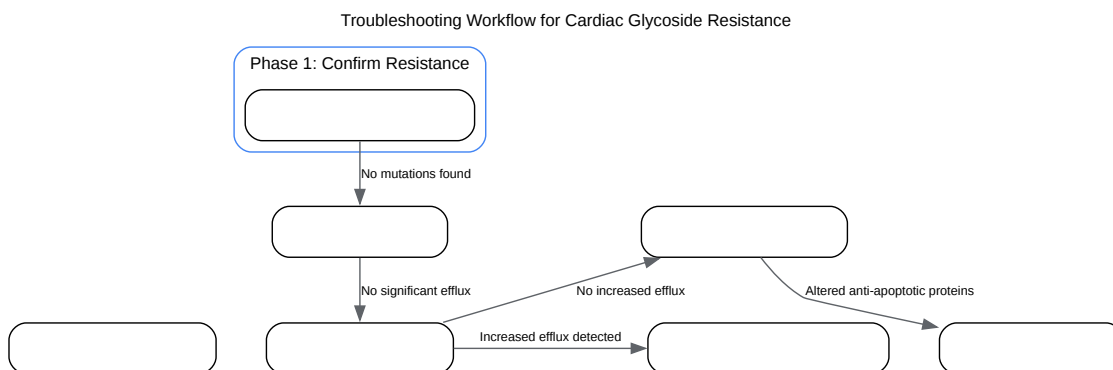 Troubleshooting Workflow for Cardiac Glycoside Resistance
Phase 1: Confirm Resistance
No mutations found
No significant efflux
No increased efflux
Altered anti-apoptotic proteins
Increased efflux detected